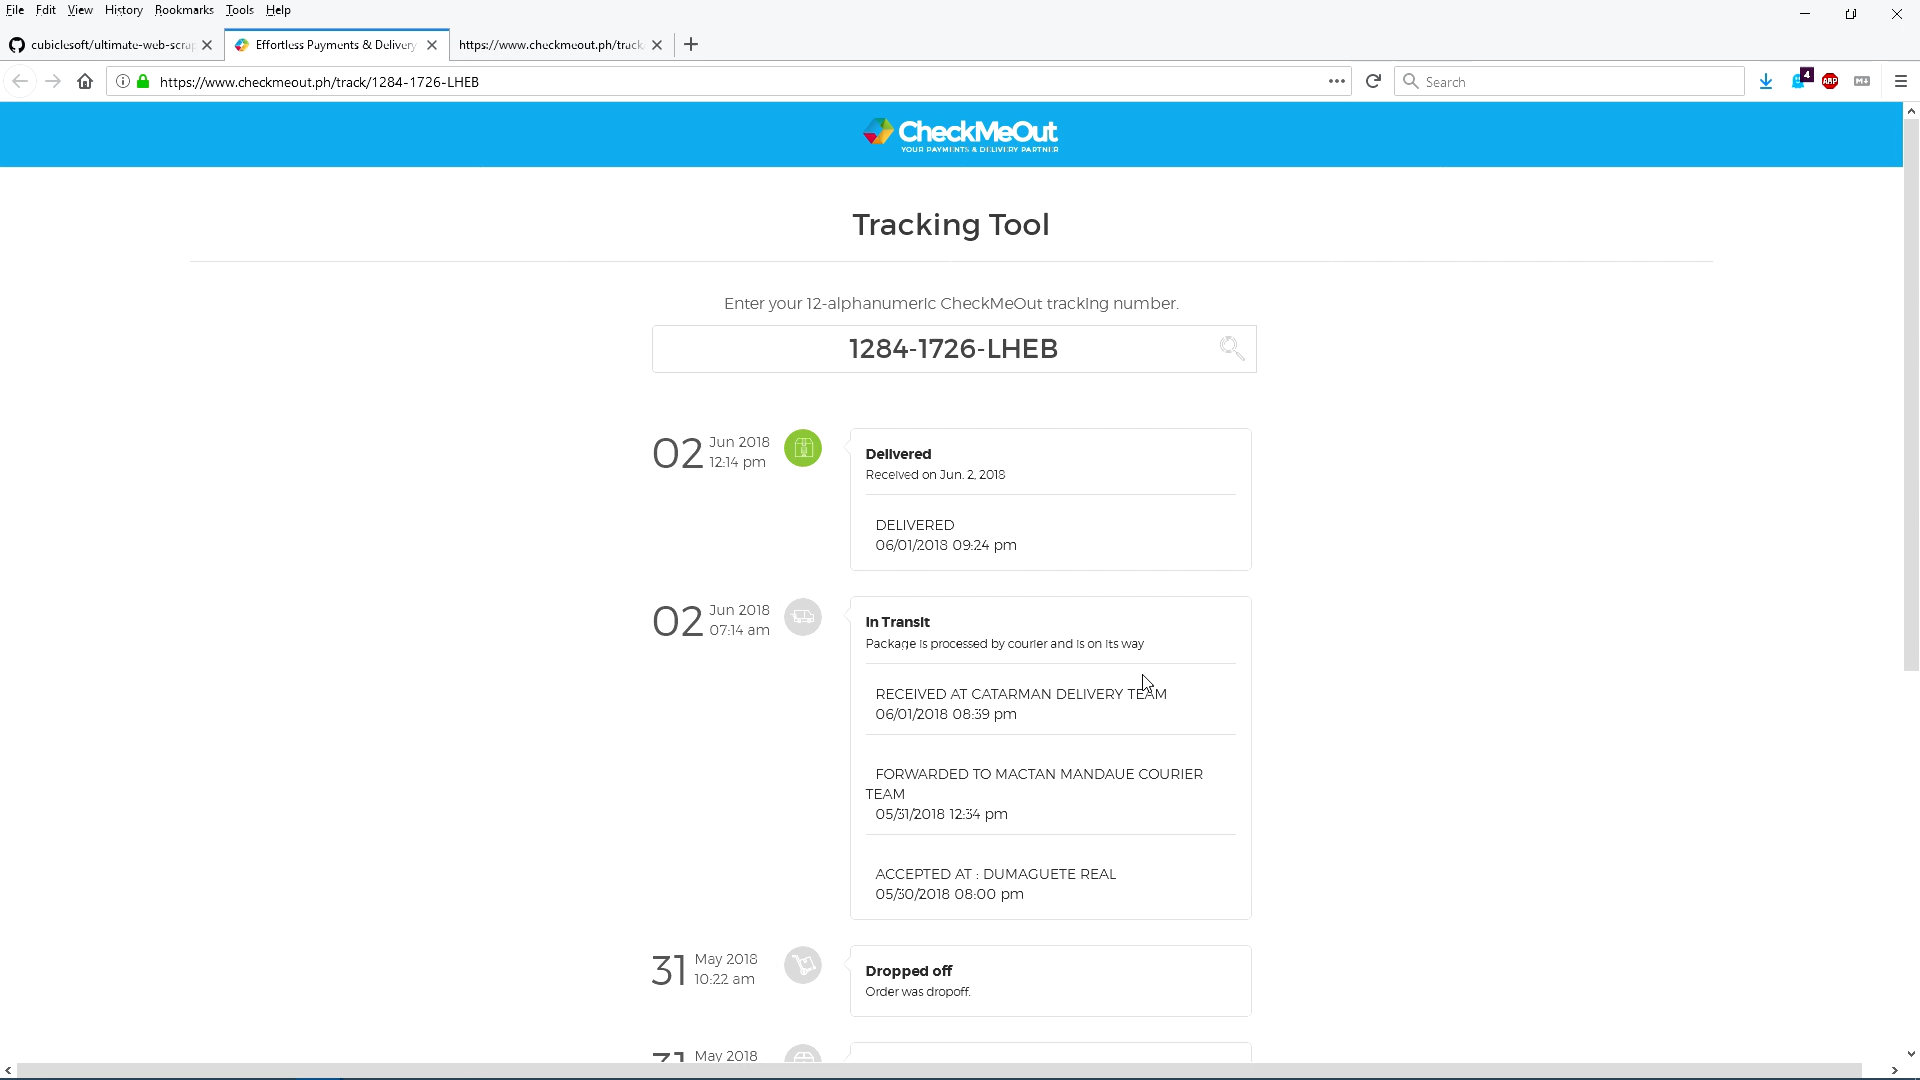 File Edit View History Bookmarks Tools Help
cubiclesoft/ultimate-web-scrap
Effortless Payments & Delivery
https://www.checkmeout.ph/track
https://www.checkmeout.ph/track/1284-1726-LHEB
Search
4
ABP
CheckMeOut
YOUR PAYMENTS & DELIVERY PARTNER
Tracking Tool
Enter your 12-alphanumeric CheckMeOut tracking number.
1284-1726-LHEB
02 Jun 2018
12:14 pm
Delivered
Received on Jun. 2, 2018
DELIVERED
06/01/2018 09:24 pm
02 Jun 2018
07:14 am
In Transit
Package is processed by courier and is on its way
RECEIVED AT CATARMAN DELIVERY TEAM
06/01/2018 08:39 pm
FORWARDED TO MACTAN MANDAUE COURIER
TEAM
05/31/2018 12:34 pm
ACCEPTED AT : DUMAGUETE REAL
05/30/2018 08:00 pm
31 May 2018
10:22 am
Dropped off
Order was dropoff.
31 May 2018